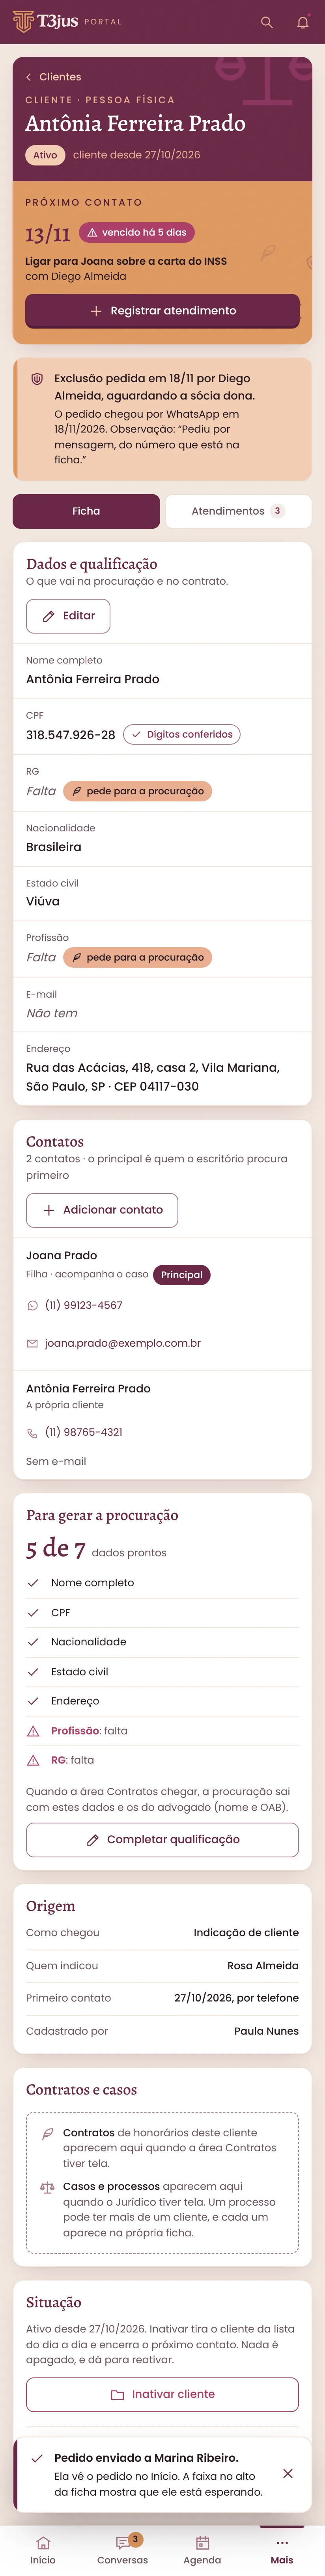 T3jus PORTAL
Clientes
CLIENTE · PESSOA FÍSICA
Antônia Ferreira Prado
Ativo cliente desde 27/10/2026
PRÓXIMO CONTATO
13/11 vencido há 5 dias
Ligar para Joana sobre a carta do INSS
com Diego Almeida
Registrar atendimento
Exclusão pedida em 18/11 por Diego
Almeida, aguardando a sócia dona.
O pedido chegou por WhatsApp em
18/11/2026. Observação: “Pediu por
mensagem, do número que está na
ficha.”
Ficha
Atendimentos 3
Dados e qualificação
O que vai na procuração e no contrato.
Editar
Nome completo
Antônia Ferreira Prado
CPF
318.547.926-28 Dígitos conferidos
RG
Falta pede para a procuração
Nacionalidade
Brasileira
Estado civil
Viúva
Profissão
Falta pede para a procuração
E-mail
Não tem
Endereço
Rua das Acácias, 418, casa 2, Vila Mariana,
São Paulo, SP · CEP 04117-030
Contatos
2 contatos · o principal é quem o escritório procura
primeiro
Adicionar contato
Joana Prado
Filha · acompanha o caso Principal
(11) 99123-4567
joana.prado@exemplo.com.br
Antônia Ferreira Prado
A própria cliente
(11) 98765-4321
Sem e-mail
Para gerar a procuração
5 de 7 dados prontos
Nome completo
CPF
Nacionalidade
Estado civil
Endereço
Profissão: falta
RG: falta
Quando a área Contratos chegar, a procuração sai
com estes dados e os do advogado (nome e OAB).
Completar qualificação
Origem
Como chegou Indicação de cliente
Quem indicou Rosa Almeida
Primeiro contato 27/10/2026, por telefone
Cadastrado por Paula Nunes
Contratos e casos
Contratos de honorários deste cliente
aparecem aqui quando a área Contratos
tiver tela.
Casos e processos aparecem aqui
quando o Jurídico tiver tela. Um processo
pode ter mais de um cliente, e cada um
aparece na própria ficha.
Situação
Ativo desde 27/10/2026. Inativar tira o cliente da lista
do dia a dia e encerra o próximo contato. Nada é
apagado, e dá para reativar.
Inativar cliente
Pedido enviado a Marina Ribeiro.
Ela vê o pedido no Início. A faixa no alto
da ficha mostra que ele está esperando.
3
Início Conversas Agenda Mais